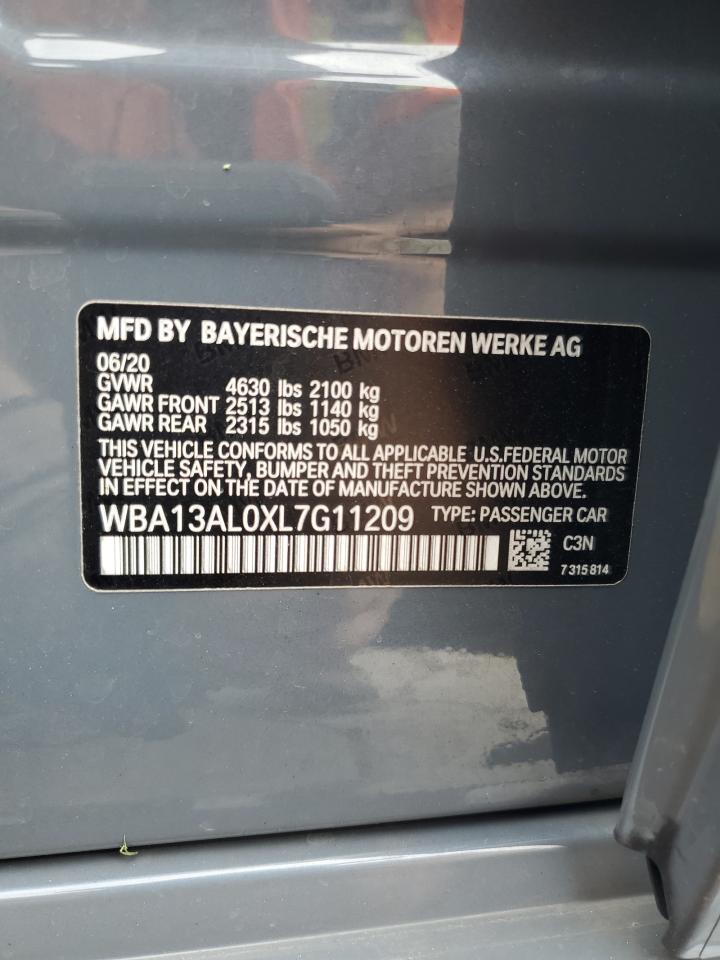 MFD BY BAYERISCHE MOTOREN WERKE AG
06/20
GVWR 4630 lbs 2100 kg
GAWR FRONT 2513 lbs 1140 kg
GAWR REAR 2315 lbs 1050 kg
THIS VEHICLE CONFORMS TO ALL APPLICABLE U.S.FEDERAL MOTOR
VEHICLE SAFETY, BUMPER AND THEFT PREVENTION STANDARDS
IN EFFECT ON THE DATE OF MANUFACTURE SHOWN ABOVE.
WBA13AL0XL7G11209 TYPE: PASSENGER CAR
C3N
7 315 814